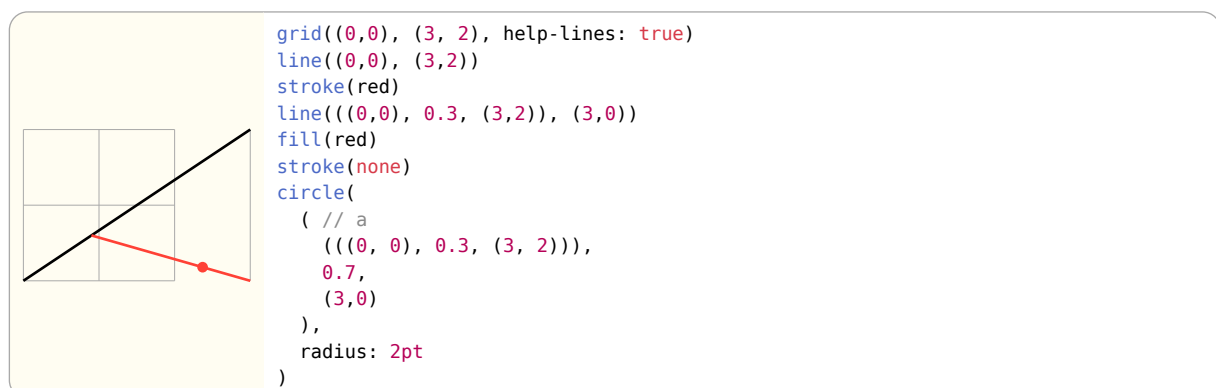 grid((0,0), (3, 2), help-lines: true)
line((0,0), (3,2))
stroke(red)
line(((0,0), 0.3, (3,2)), (3,0))
fill(red)
stroke(none)
circle(
  ( // a
    (((0, 0), 0.3, (3, 2))),
    0.7,
    (3,0)
  ),
  radius: 2pt
)